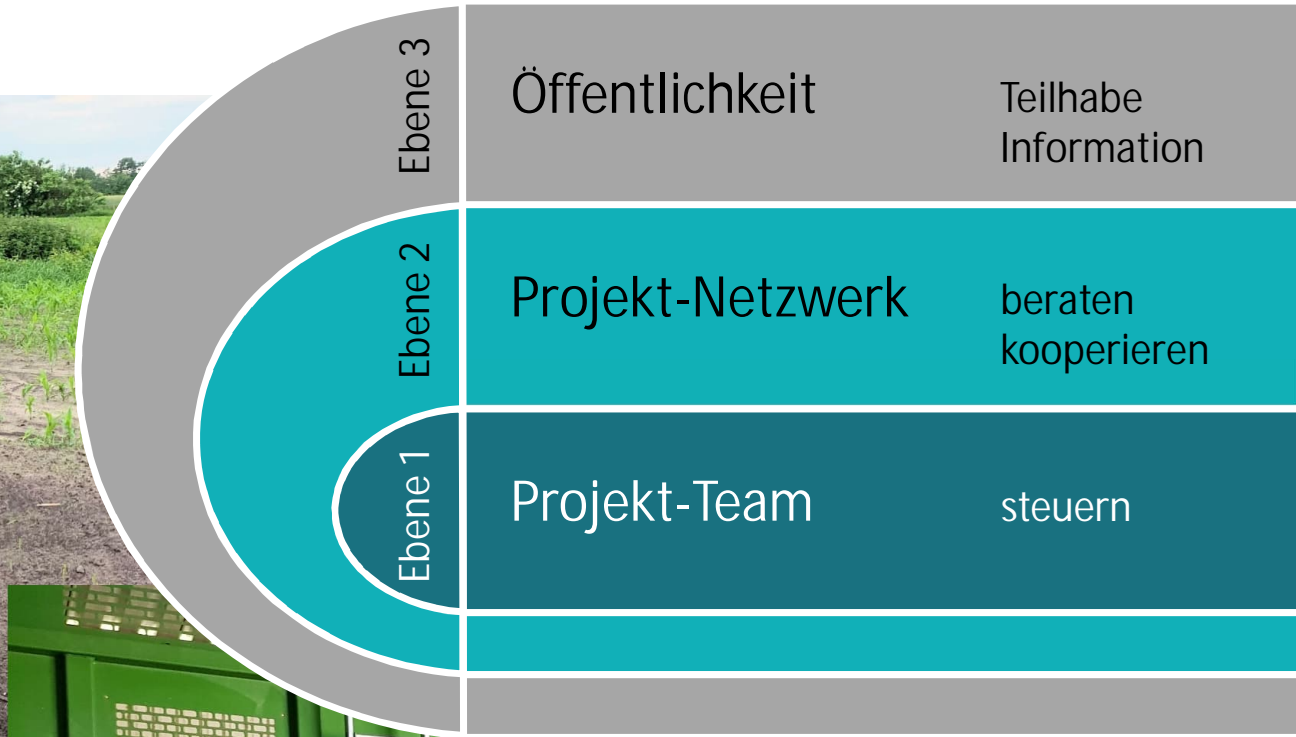 Ebene 3
Öffentlichkeit
Teilhabe
Information
Ebene 2
Projekt-Netzwerk
beraten
kooperieren
Ebene 1
Projekt-Team
steuern